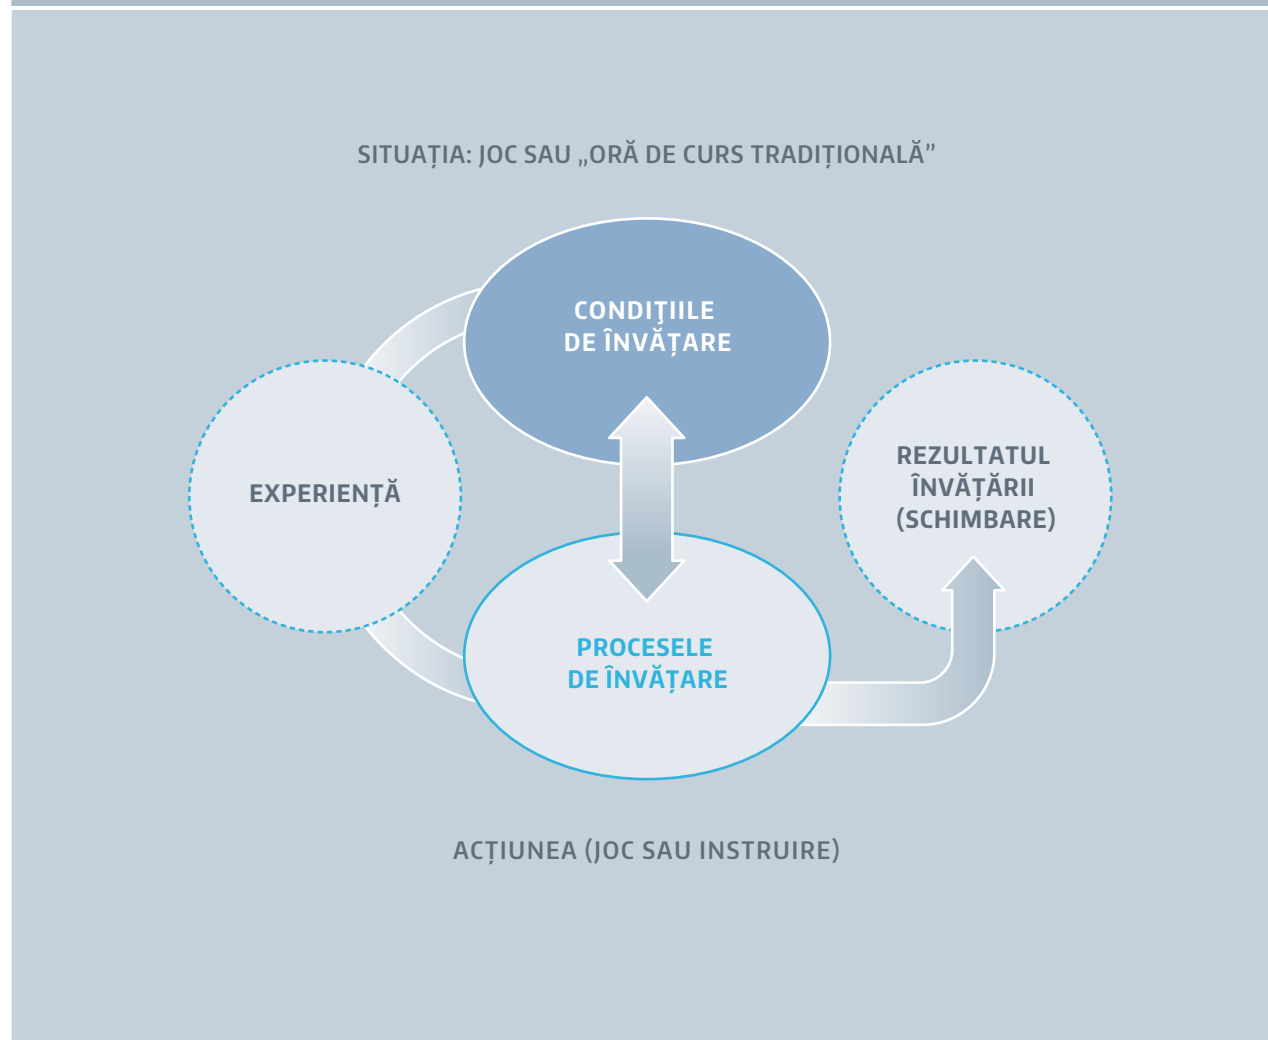 SITUAȚIA: JOC SAU „ORĂ DE CURS TRADIȚIONALĂ”
CONDIŢIILE
DE ÎNVĂȚARE
EXPERIENȚĂ
REZULTATUL
ÎNVĂȚĂRII
(SCHIMBARE)
PROCESELE
DE ÎNVĂȚARE
ACȚIUNEA (JOC SAU INSTRUIRE)